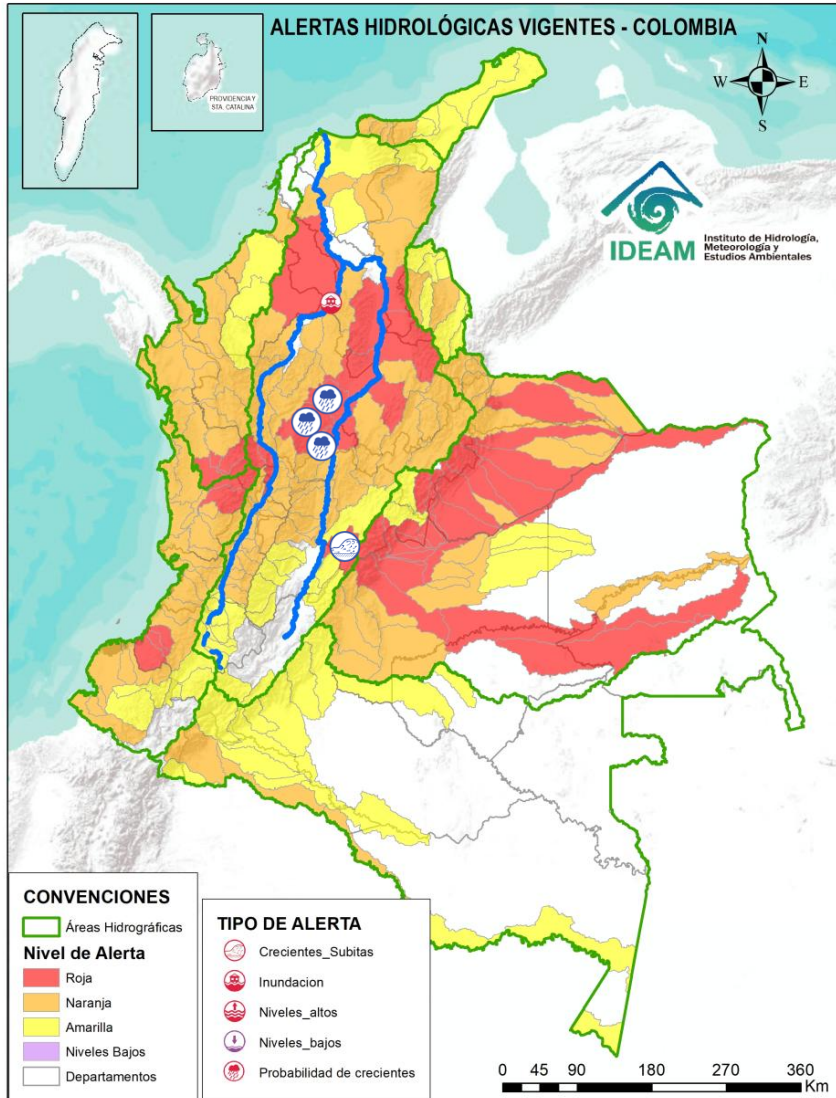 ALERTAS HIDROLÓGICAS VIGENTES - COLOMBIA
PROVIDENCIA Y
STA. CATALINA
N
W E
S
IDEAM
Instituto de Hidrología,
Meteorología y
Estudios Ambientales
CONVENCIONES
Áreas Hidrográficas
Nivel de Alerta
Roja
Naranja
Amarilla
Niveles Bajos
Departamentos
TIPO DE ALERTA
Crecientes_Subitas
Inundacion
Niveles_altos
Niveles_bajos
Probabilidad de crecientes
0 45 90 180 270 360
Km